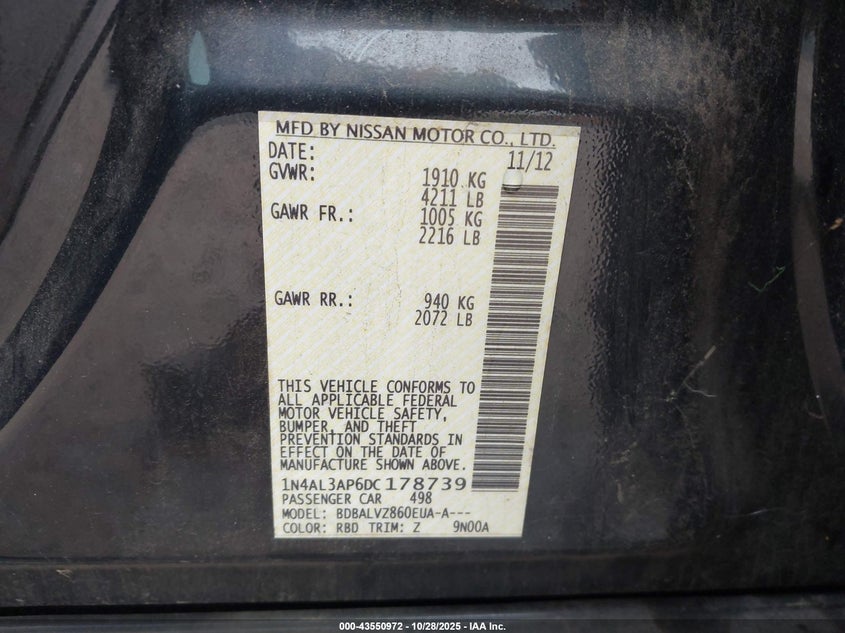 MFD BY NISSAN MOTOR CO., LTD.
DATE: 11/12
GVWR: 1910 KG
4211 LB
GAWR FR.: 1005 KG
2216 LB
GAWR RR.: 940 KG
2072 LB
THIS VEHICLE CONFORMS TO
ALL APPLICABLE FEDERAL
MOTOR VEHICLE SAFETY,
BUMPER, AND THEFT
PREVENTION STANDARDS IN
EFFECT ON THE DATE OF
MANUFACTURE SHOWN ABOVE.
1N4AL3AP6DC178739
PASSENGER CAR 498
MODEL: BDBALVZ860EUA-A---
COLOR: RBD TRIM: Z 9N00A
000-43550972 | 10/28/2025 – IAA Inc.